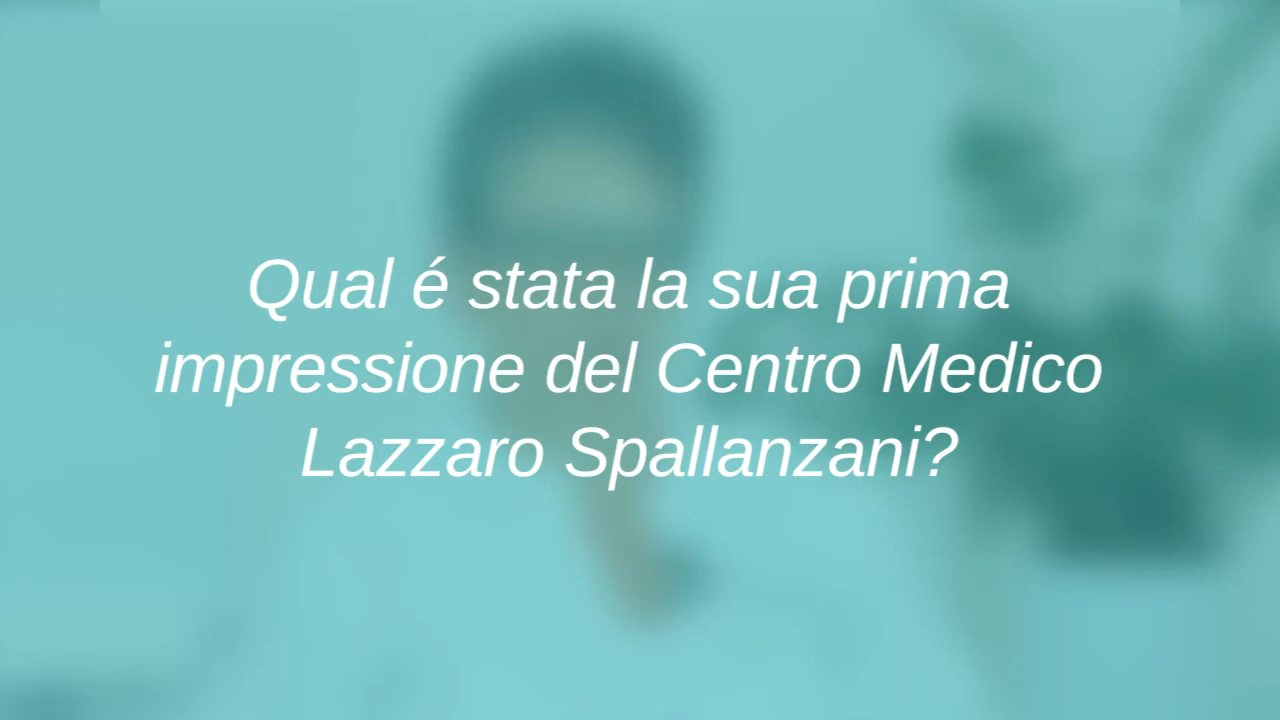 Qual é stata la sua prima
impressione del Centro Medico
Lazzaro Spallanzani?